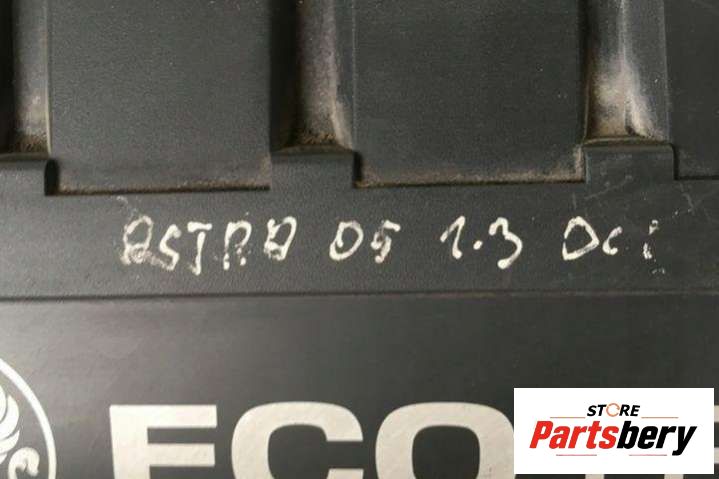 ASTRA 05 1.3 Dci
ECO
STORE
Partsbery